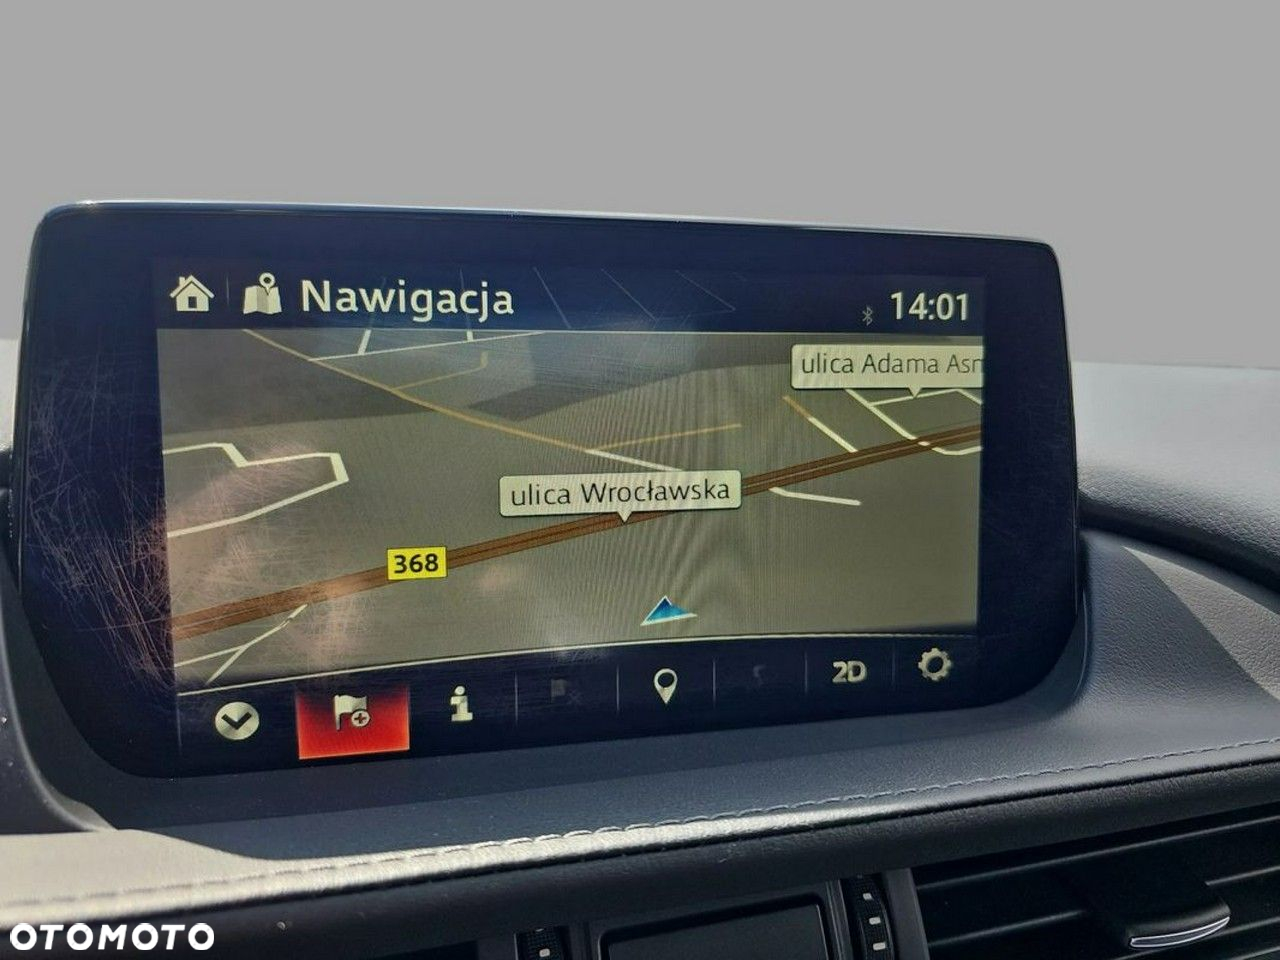 Nawigacja
14:01
ulica Adama Asn
ulica Wrocławska
368
2D
OTOMOTO